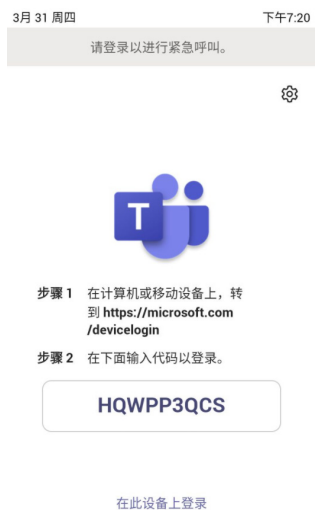 3月 31 周四 下午7:20
请登录以进行紧急呼叫。
T
步骤 1 在计算机或移动设备上，转
到 https://microsoft.com
/devicelogin
步骤 2 在下面输入代码以登录。
HQWPP3QCS
在此设备上登录